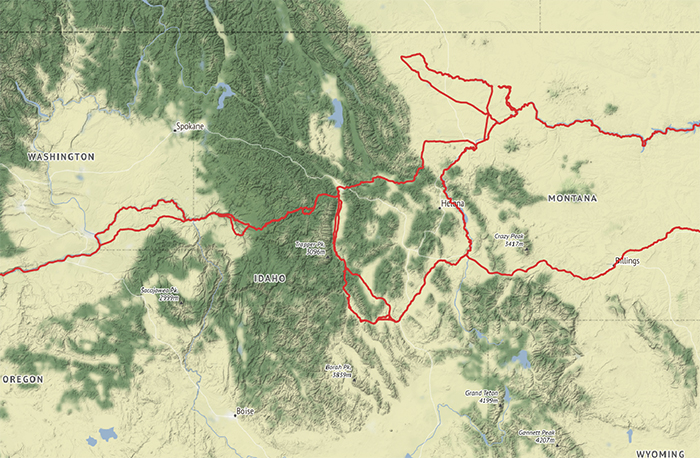 Spokane
WASHINGTON
MONTANA
Helena
Crazy Peak
3417m
Trapper Pk.
3096m
Billings
IDAHO
Sacajawea Pk.
2999m
Borah Pk.
3859m
OREGON
Grand Teton
4199m
Boise
Gannett Peak
4207m
WYOMING